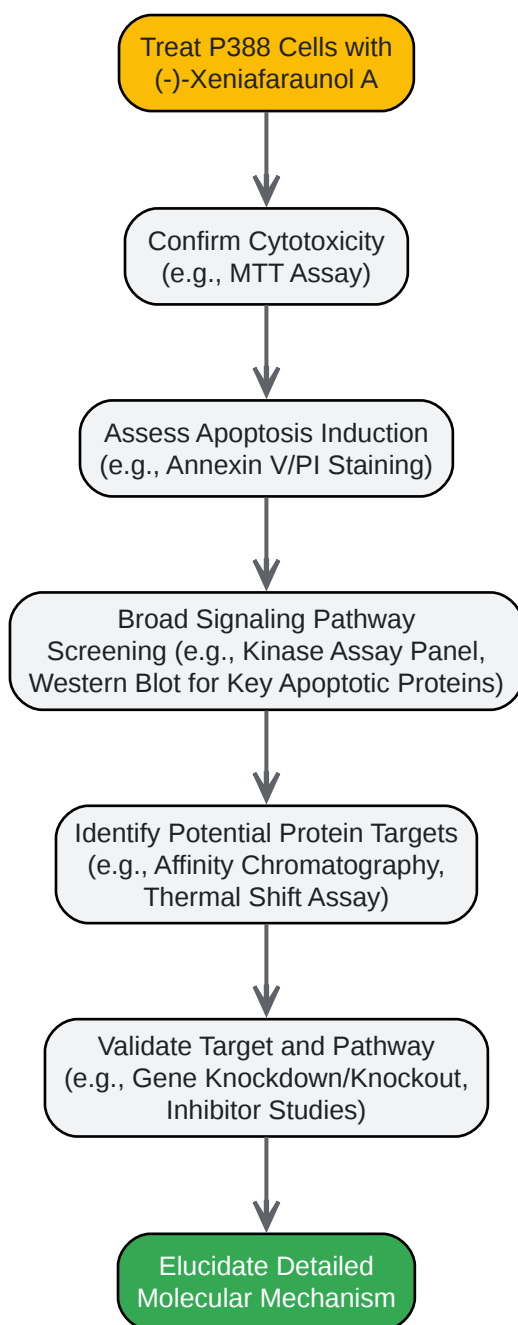 Treat P388 Cells with
(-)-Xeniafaraunol A
Confirm Cytotoxicity
(e.g., MTT Assay)
Assess Apoptosis Induction
(e.g., Annexin V/PI Staining)
Broad Signaling Pathway
Screening (e.g., Kinase Assay Panel,
Western Blot for Key Apoptotic Proteins)
Identify Potential Protein Targets
(e.g., Affinity Chromatography,
Thermal Shift Assay)
Validate Target and Pathway
(e.g., Gene Knockdown/Knockout,
Inhibitor Studies)
Elucidate Detailed
Molecular Mechanism